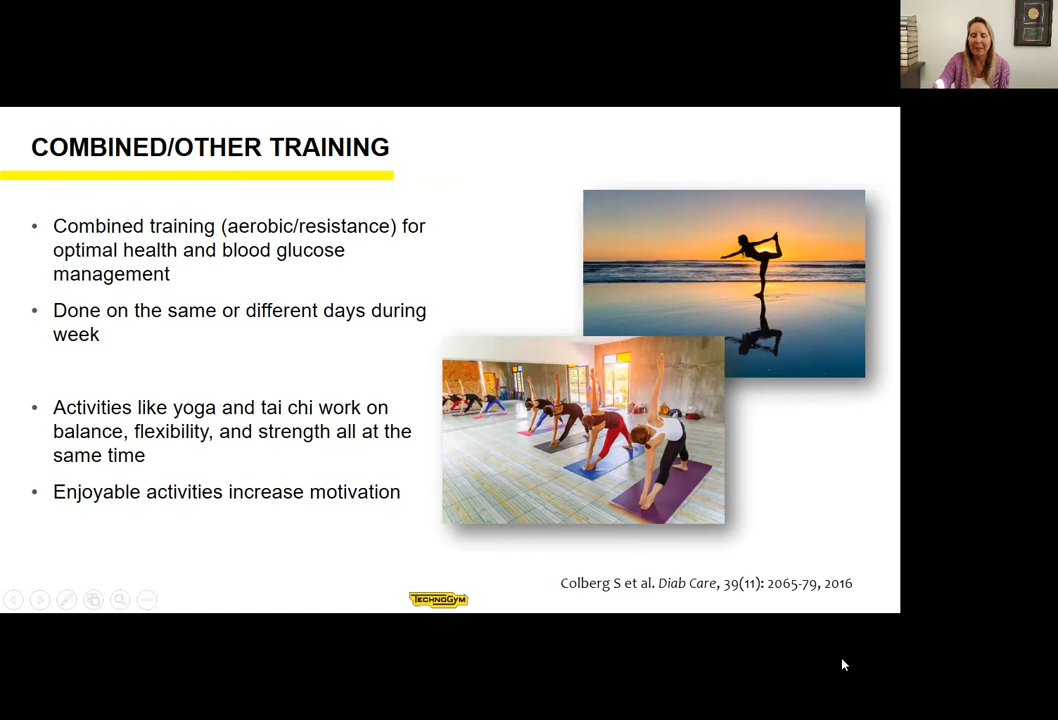 COMBINED/OTHER TRAINING
• Combined training (aerobic/resistance) for
optimal health and blood glucose
management
• Done on the same or different days during
week
• Activities like yoga and tai chi work on
balance, flexibility, and strength all at the
same time
• Enjoyable activities increase motivation
Colberg S et al. Diab Care, 39(11): 2065-79, 2016
TECHNOGYM